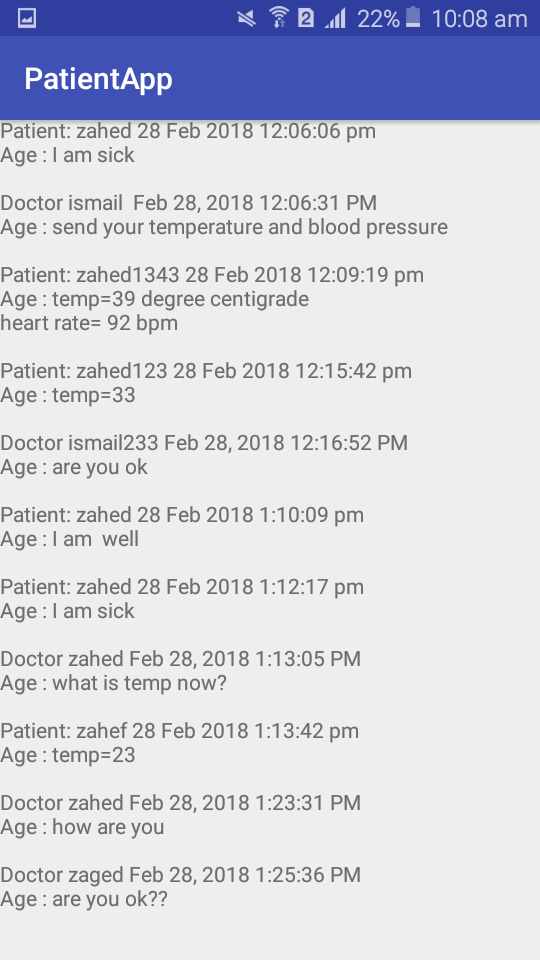 2 22% 10:08 am
PatientApp
Patient: zahed 28 Feb 2018 12:06:06 pm
Age : I am sick
Doctor ismail  Feb 28, 2018 12:06:31 PM
Age : send your temperature and blood pressure
Patient: zahed1343 28 Feb 2018 12:09:19 pm
Age : temp=39 degree centigrade
heart rate= 92 bpm
Patient: zahed123 28 Feb 2018 12:15:42 pm
Age : temp=33
Doctor ismail233 Feb 28, 2018 12:16:52 PM
Age : are you ok
Patient: zahed 28 Feb 2018 1:10:09 pm
Age : I am  well
Patient: zahed 28 Feb 2018 1:12:17 pm
Age : I am sick
Doctor zahed Feb 28, 2018 1:13:05 PM
Age : what is temp now?
Patient: zahef 28 Feb 2018 1:13:42 pm
Age : temp=23
Doctor zahed Feb 28, 2018 1:23:31 PM
Age : how are you
Doctor zaged Feb 28, 2018 1:25:36 PM
Age : are you ok??